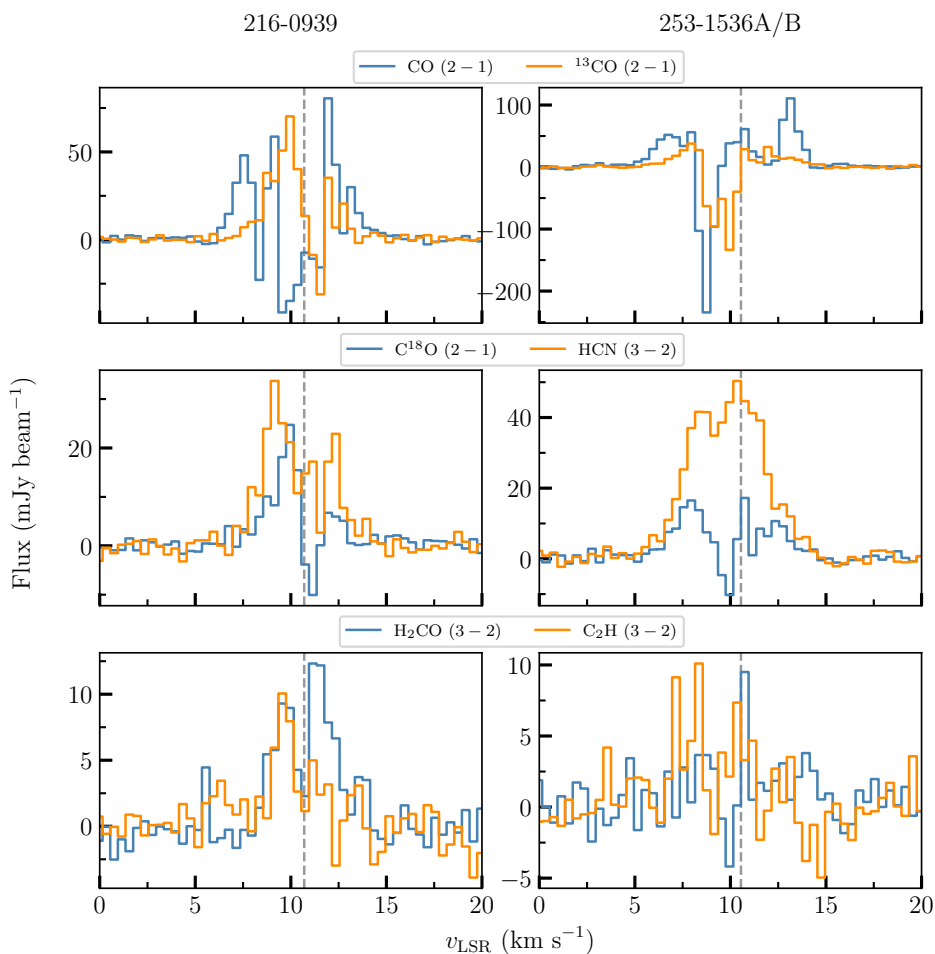 216-0939 253-1536A/B
CO (2 − 1) ¹³CO (2 − 1)
50
0
100
0
−100
−200
C¹⁸O (2 − 1) HCN (3 − 2)
20
0
40
20
0
H₂CO (3 − 2) C₂H (3 − 2)
10
5
0
10
5
0
−5
0 5 10 15 20
0 5 10 15 20
Flux (mJy beam⁻¹)
v_LSR (km s⁻¹)